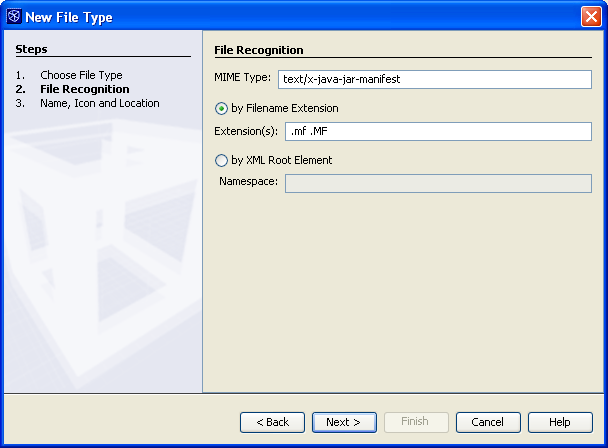 New File Type
Steps
1. Choose File Type
2. File Recognition
3. Name, Icon and Location
File Recognition
MIME Type: text/x-java-jar-manifest
by Filename Extension
Extension(s): .mf .MF
by XML Root Element
Namespace:
< Back Next > Finish Cancel Help